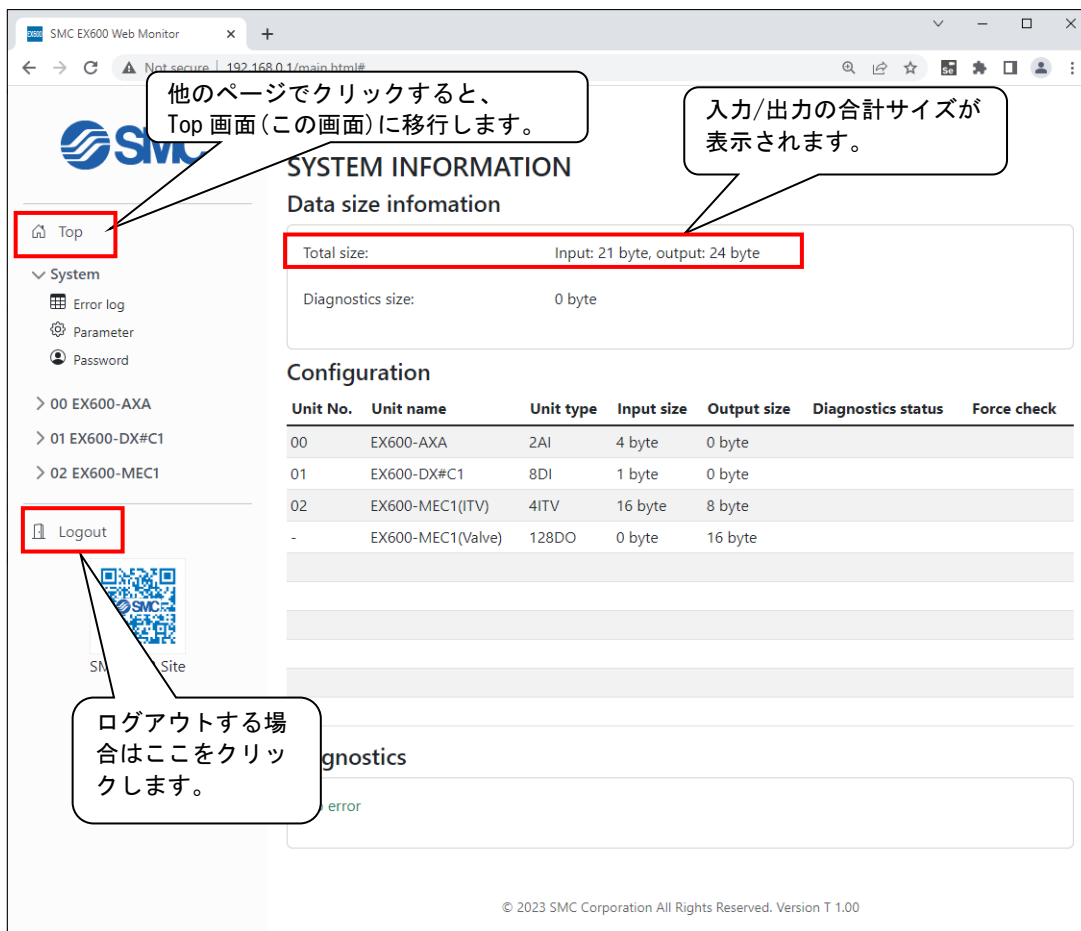 SMC EX600 Web Monitor
Not secure 192.168.0.1/main.html#
他のページでクリックすると、
Top 画面(この画面)に移行します。
入力/出力の合計サイズが
表示されます。
SMC
SYSTEM INFORMATION
Data size infomation
Top
Total size: Input: 21 byte, output: 24 byte
System
Error log
Diagnostics size: 0 byte
Parameter
Password
Configuration
00 EX600-AXA
01 EX600-DX#C1
02 EX600-MEC1
Unit No. Unit name Unit type Input size Output size Diagnostics status Force check
00 EX600-AXA 2AI 4 byte 0 byte
01 EX600-DX#C1 8DI 1 byte 0 byte
02 EX600-MEC1(ITV) 4ITV 16 byte 8 byte
- EX600-MEC1(Valve) 128DO 0 byte 16 byte
Logout
SMC
Site
ログアウトする場
合はここをクリッ
クします。
gnostics
error
© 2023 SMC Corporation All Rights Reserved. Version T 1.00